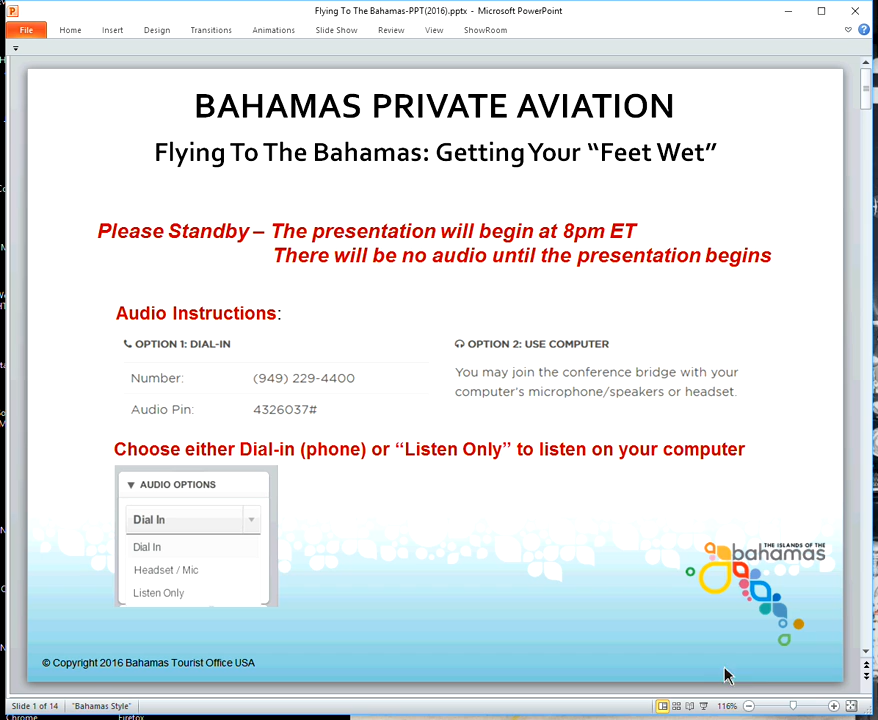 Flying To The Bahamas-PPT(2016).pptx - Microsoft PowerPoint
File Home Insert Design Transitions Animations Slide Show Review View ShowRoom
BAHAMAS PRIVATE AVIATION
Flying To The Bahamas: Getting Your “Feet Wet”
Please Standby – The presentation will begin at 8pm ET
There will be no audio until the presentation begins
Audio Instructions:
OPTION 1: DIAL-IN
Number: (949) 229-4400
Audio Pin: 4326037#
OPTION 2: USE COMPUTER
You may join the conference bridge with your
computer's microphone/speakers or headset.
Choose either Dial-in (phone) or “Listen Only” to listen on your computer
AUDIO OPTIONS
Dial In
Dial In
Headset / Mic
Listen Only
THE ISLANDS OF THE
bahamas
© Copyright 2016 Bahamas Tourist Office USA
Slide 1 of 14 "Bahamas Style" 116%
Chrome Firefox